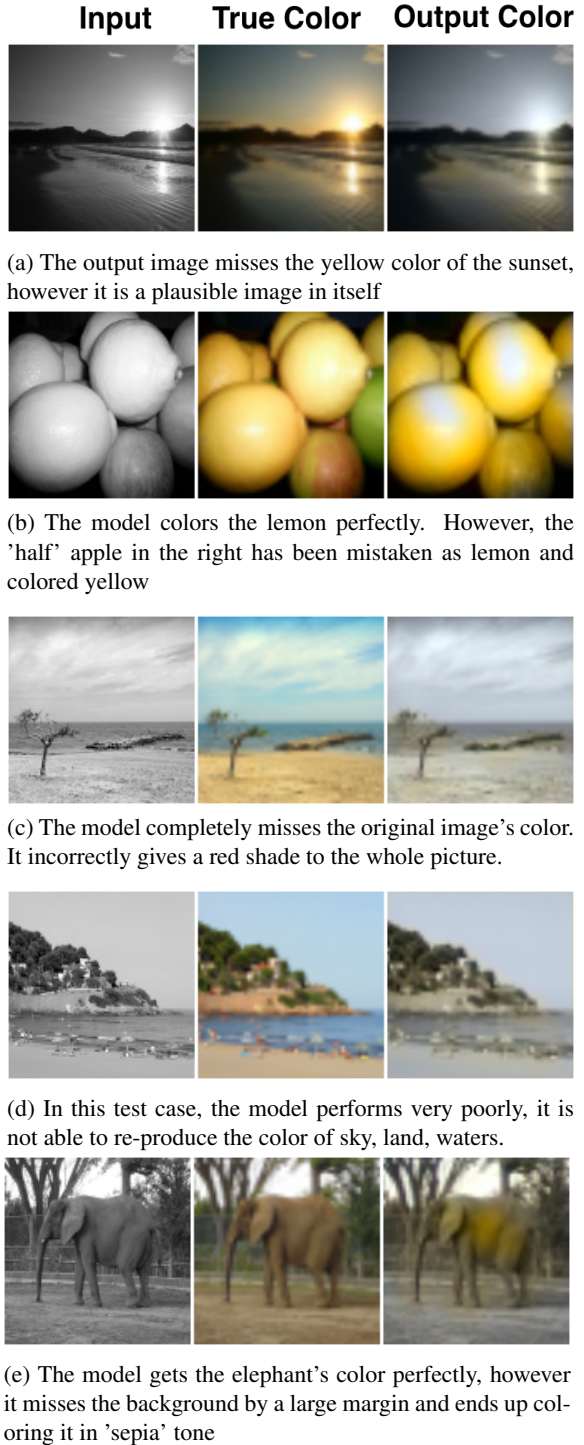 Input True Color Output Color
(a) The output image misses the yellow color of the sunset,
however it is a plausible image in itself
(b) The model colors the lemon perfectly. However, the
’half’ apple in the right has been mistaken as lemon and
colored yellow
(c) The model completely misses the original image’s color.
It incorrectly gives a red shade to the whole picture.
(d) In this test case, the model performs very poorly, it is
not able to re-produce the color of sky, land, waters.
(e) The model gets the elephant’s color perfectly, however
it misses the background by a large margin and ends up col-
oring it in ’sepia’ tone